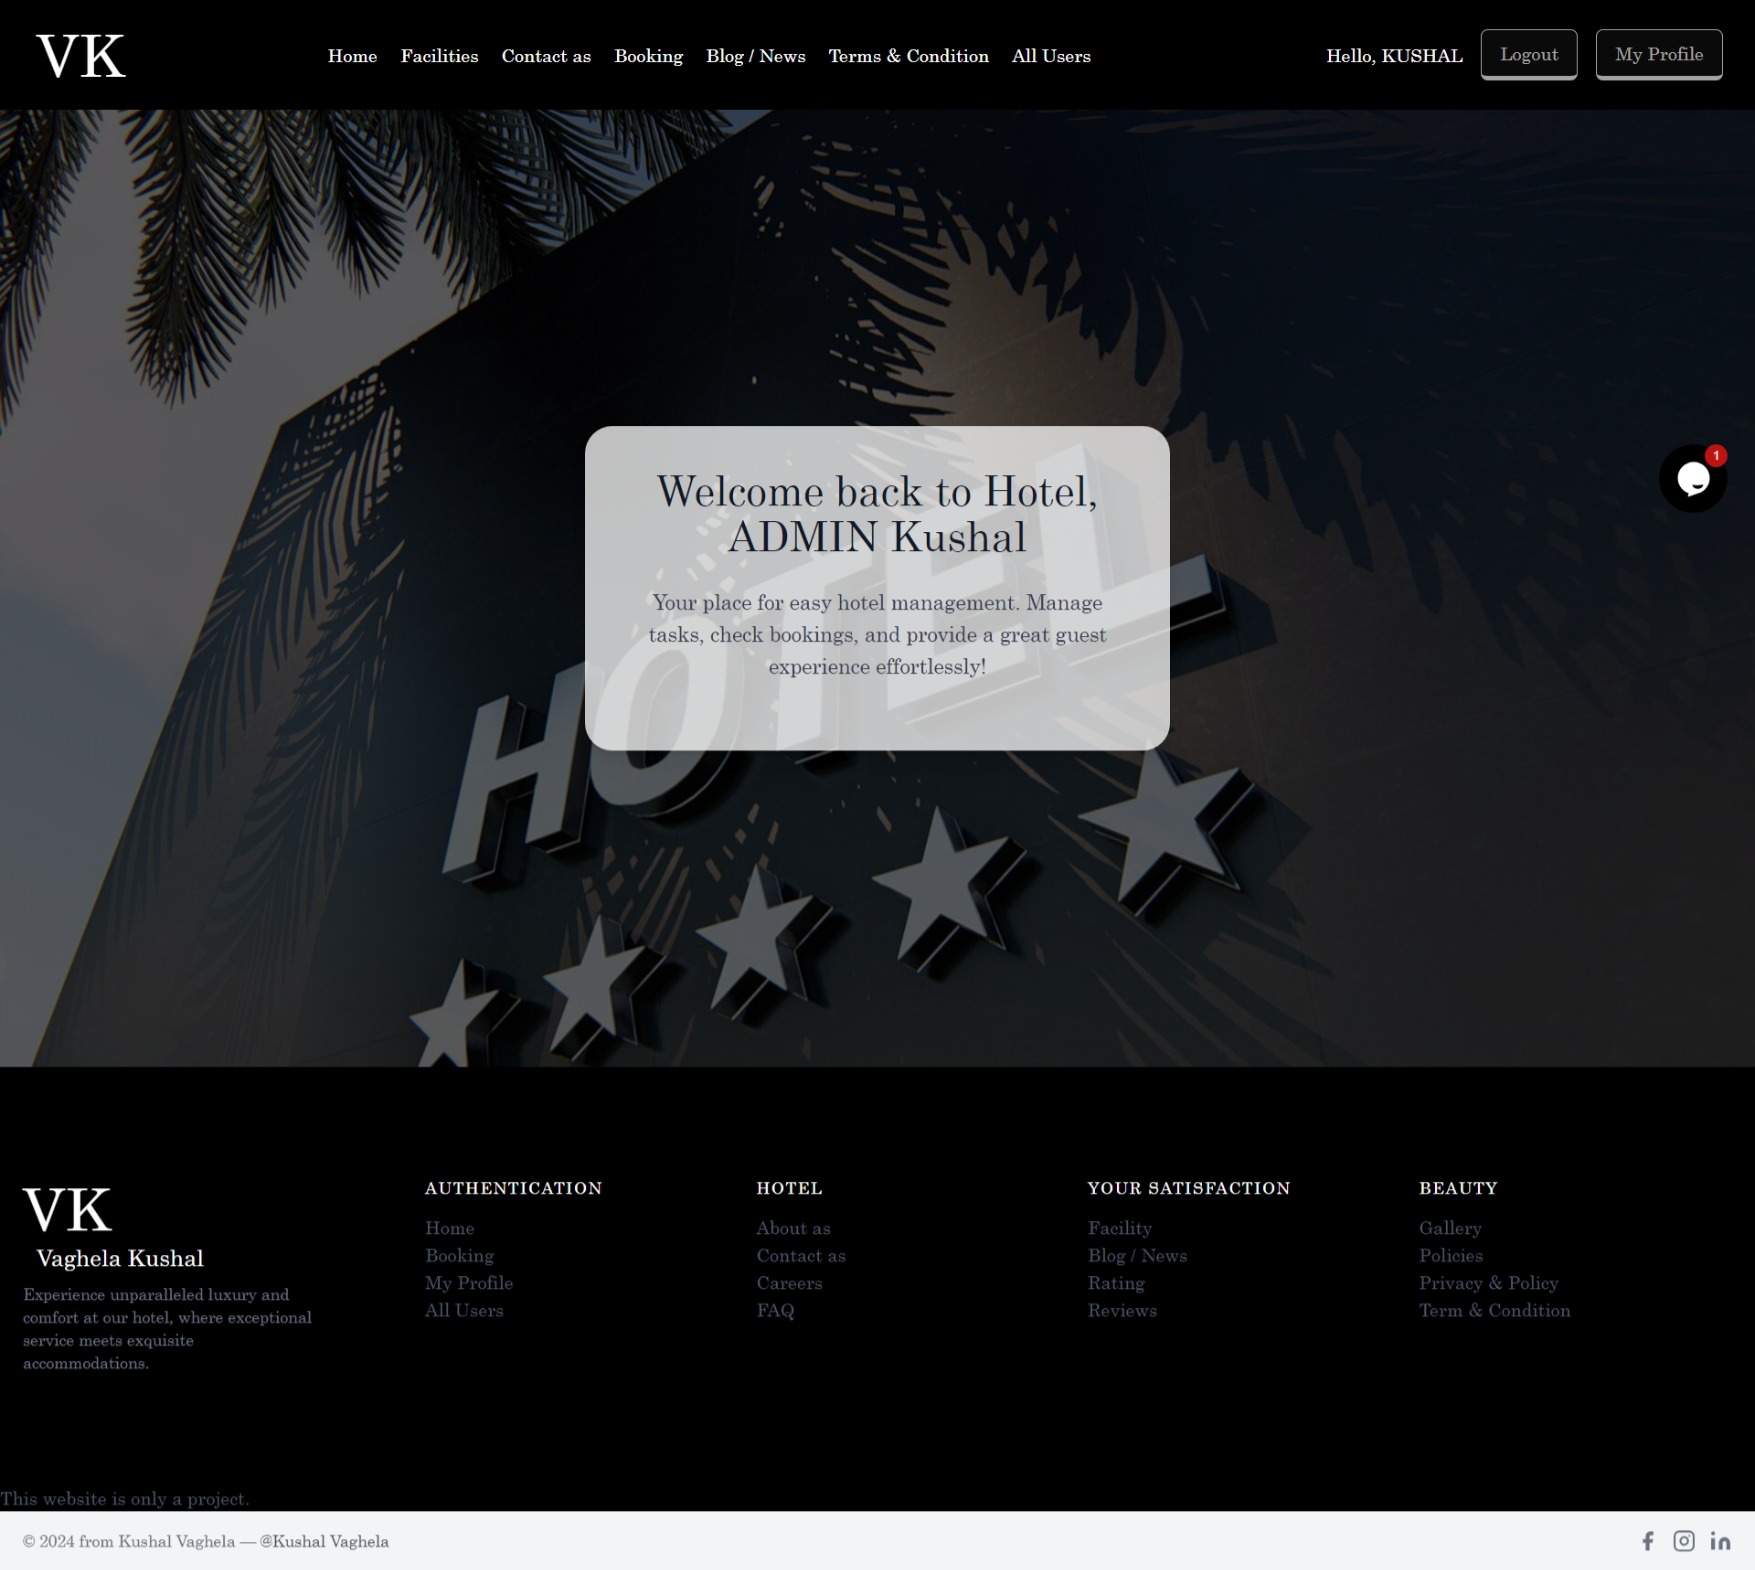 VK
Home Facilities Contact as Booking Blog / News Terms & Condition All Users
Hello, KUSHAL Logout My Profile
1
Welcome back to Hotel,
ADMIN Kushal
Your place for easy hotel management. Manage
tasks, check bookings, and provide a great guest
experience effortlessly!
HOTEL
VK
Vaghela Kushal
Experience unparalleled luxury and
comfort at our hotel, where exceptional
service meets exquisite
accommodations.
AUTHENTICATION
Home
Booking
My Profile
All Users
HOTEL
About as
Contact as
Careers
FAQ
YOUR SATISFACTION
Facility
Blog / News
Rating
Reviews
BEAUTY
Gallery
Policies
Privacy & Policy
Term & Condition
This website is only a project.
© 2024 from Kushal Vaghela — @Kushal Vaghela